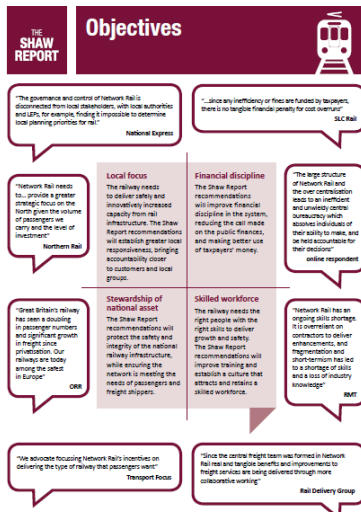 THE
SHAW
REPORT
Objectives
"The governance and control of Network Rail is
disconnected from local stakeholders, with local authorities
and LEPs, for example, finding it impossible to determine
local planning priorities for rail."
National Express
"...since any inefficiency or fines are funded by taxpayers,
there is no tangible financial penalty for cost overruns"
SLC Rail
"Network Rail needs
to... provide a greater
strategic focus on the
North given the volume
of passengers we
carry and the level of
investment"
Northern Rail
Local focus
The railway needs
to deliver safely and
innovatively increased
capacity from rail
infrastructure. The Shaw
Report recommendations
will establish greater local
responsiveness, bringing
accountability closer
to customers and local
groups.
Financial discipline
The Shaw Report
recommendations
will improve financial
discipline in the system,
reducing the call made
on the public finances,
and making better use
of taxpayers' money.
"The large structure
of Network Rail and
the over centralisation
leads to an inefficient
and unwieldy central
bureaucracy which
absolves individuals of
their ability to make, and
be held accountable for
their decisions"
online respondent
"Great Britain's railway
has seen a doubling
in passenger numbers
and significant growth
in freight since
privatisation. Our
railways are today
among the safest
in Europe"
ORR
Stewardship of
national asset
The Shaw Report
recommendations will
protect the safety and
integrity of the national
railway infrastructure,
while ensuring the
network is meeting the
needs of passengers and
freight shippers.
Skilled workforce
The railway needs the
right people with the
right skills to deliver
growth and safety.
The Shaw Report
recommendations will
improve training and
establish a culture that
attracts and retains a
skilled workforce.
"Network Rail has an
ongoing skills shortage.
It is overreliant on
contractors to deliver
enhancements, and
fragmentation and
short-termism has led
to a shortage of skills
and a loss of industry
knowledge"
RMT
"We advocate focussing Network Rail's incentives on
delivering the type of railway that passengers want"
Transport Focus
"Since the central freight team was formed in Network
Rail real and tangible benefits and improvements to
freight services are being delivered through more
collaborative working"
Rail Delivery Group